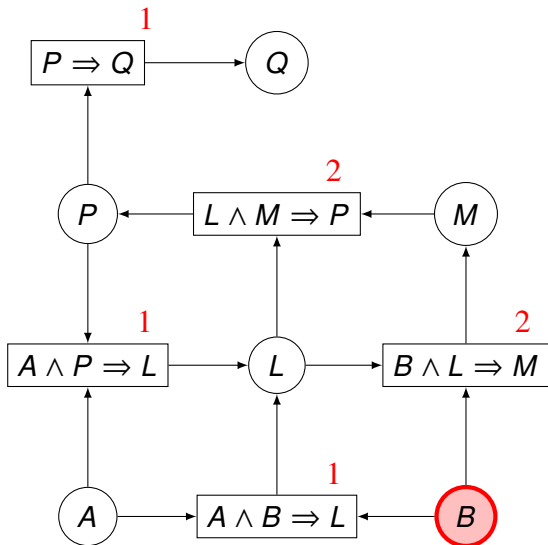 1
P ⇒ Q
Q
2
P
L ∧ M ⇒ P
M
1
2
A ∧ P ⇒ L
L
B ∧ L ⇒ M
1
A
A ∧ B ⇒ L
B